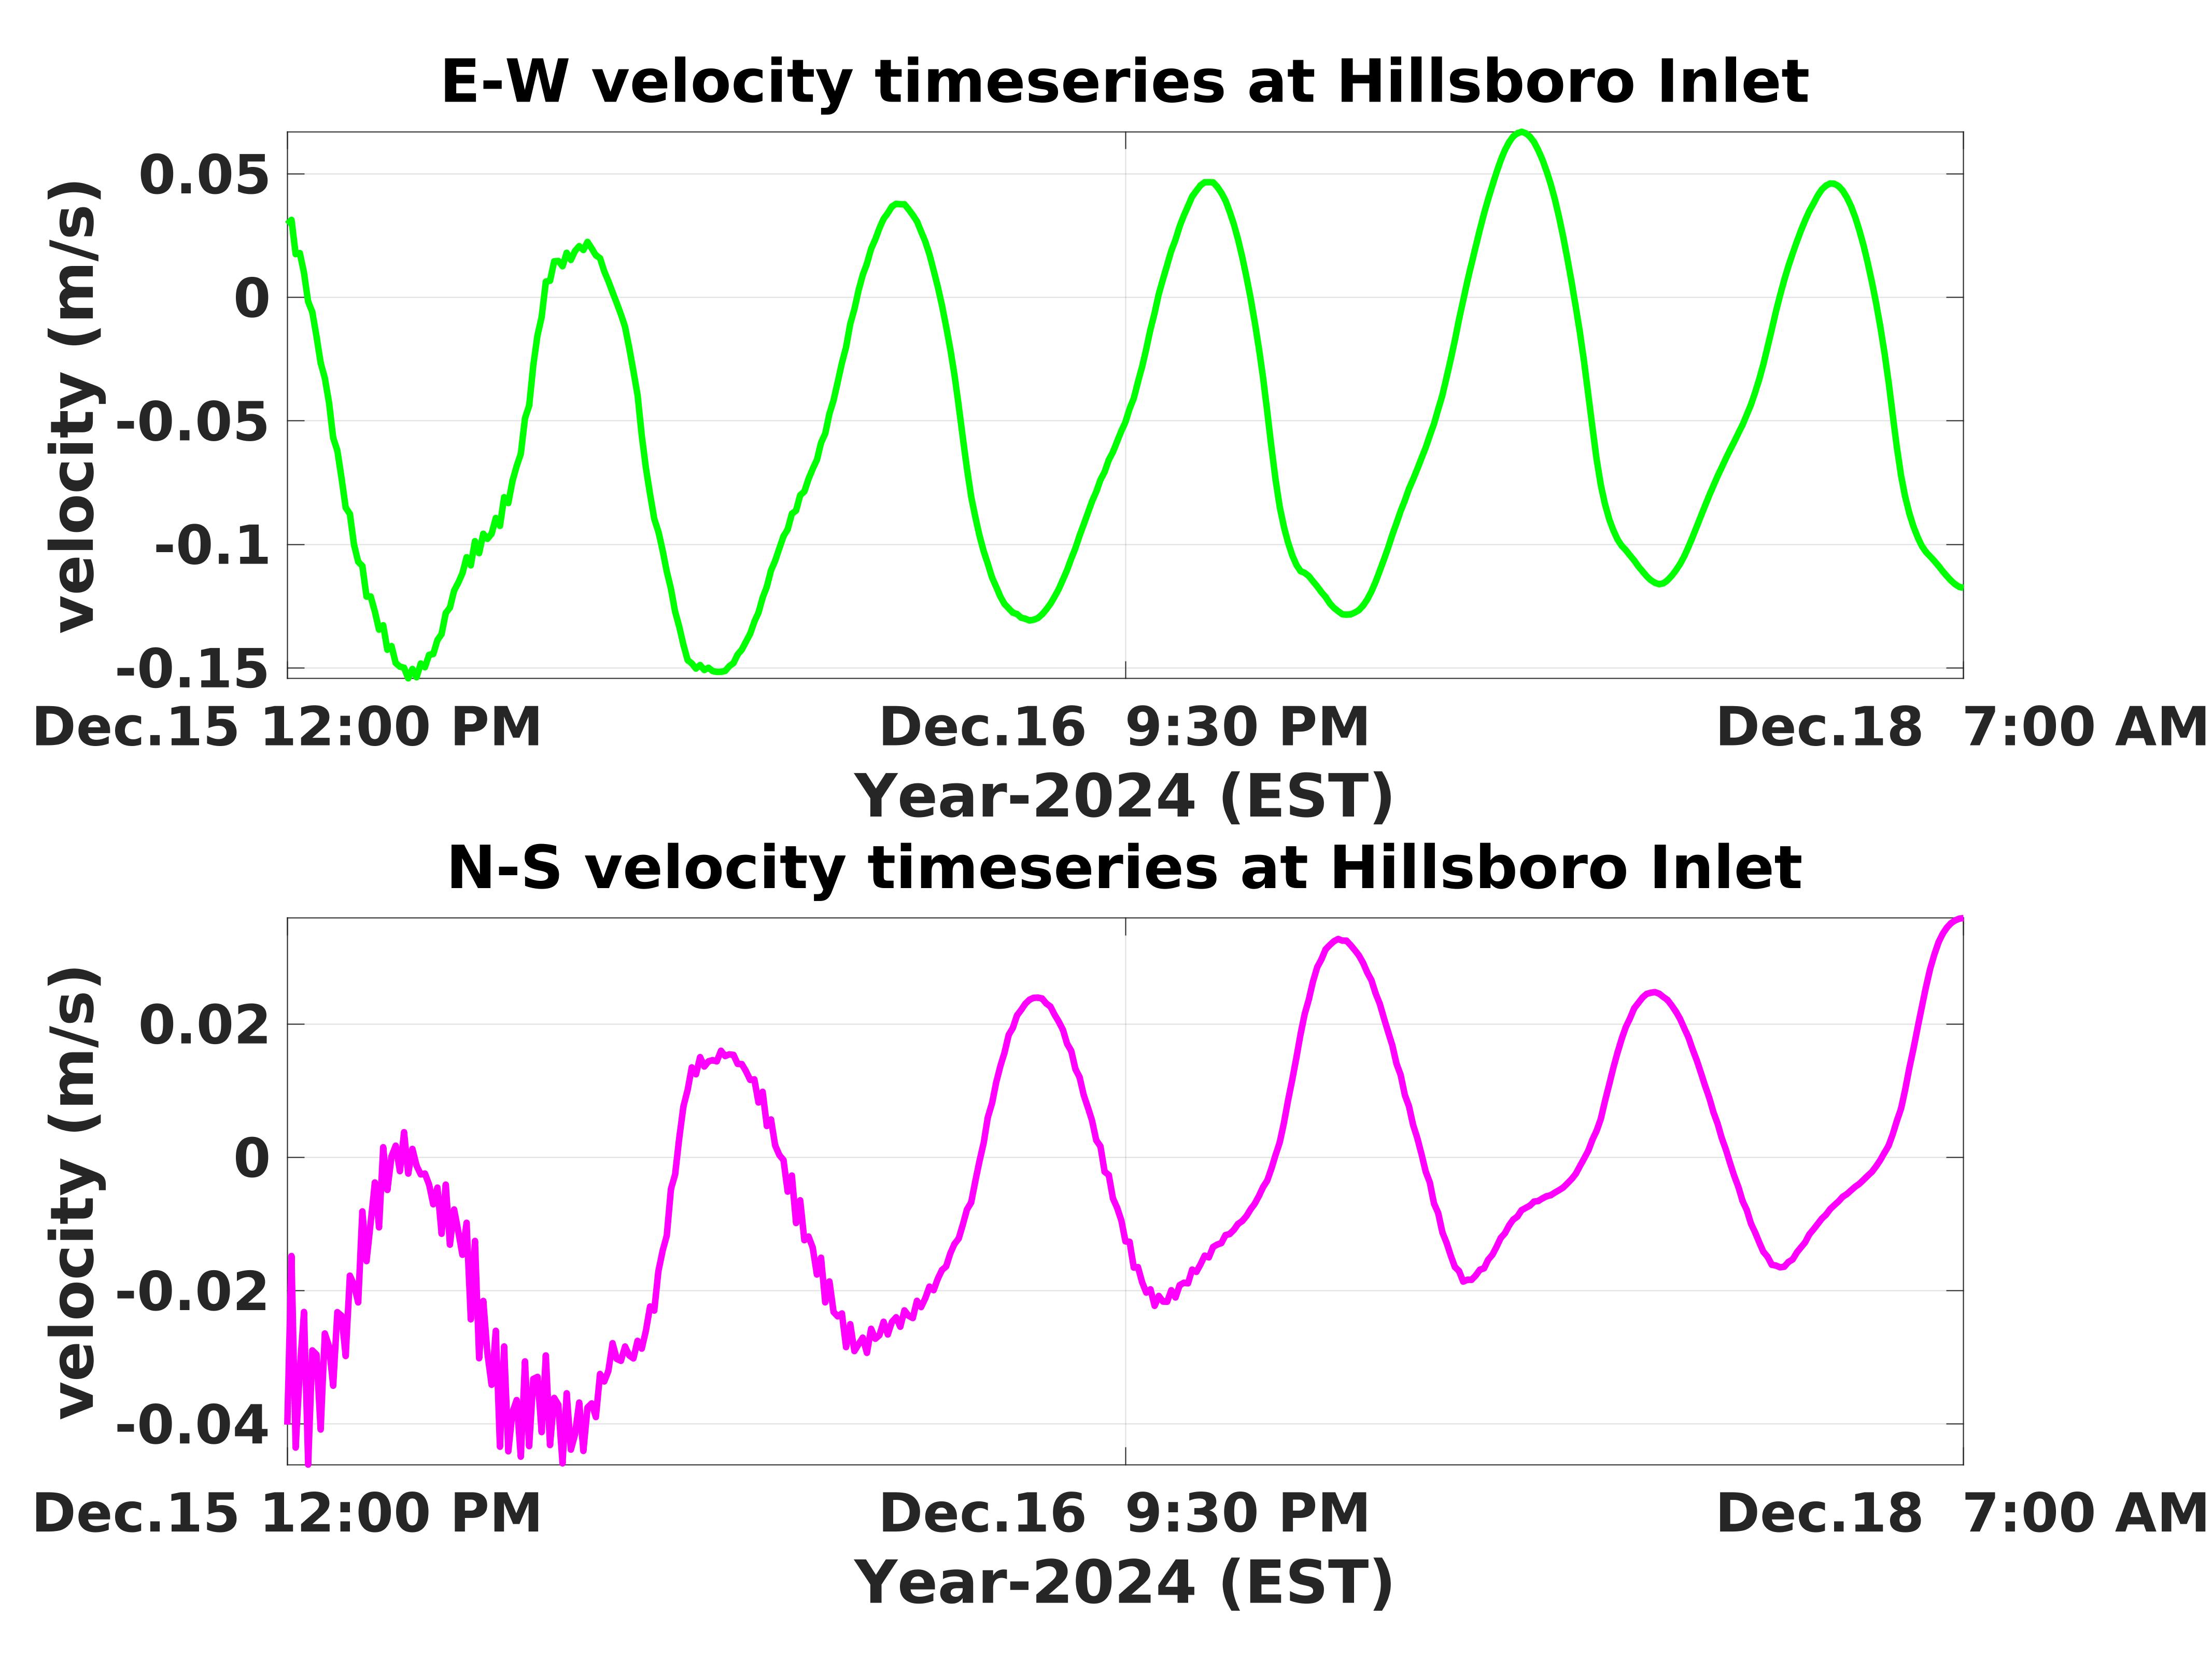 E-W velocity timeseries at Hillsboro Inlet
velocity (m/s)
0.05
0
-0.05
-0.1
-0.15
Dec.15 12:00 PM Dec.16 9:30 PM Dec.18 7:00 AM
Year-2024 (EST)
N-S velocity timeseries at Hillsboro Inlet
velocity (m/s)
0.02
0
-0.02
-0.04
Dec.15 12:00 PM Dec.16 9:30 PM Dec.18 7:00 AM
Year-2024 (EST)